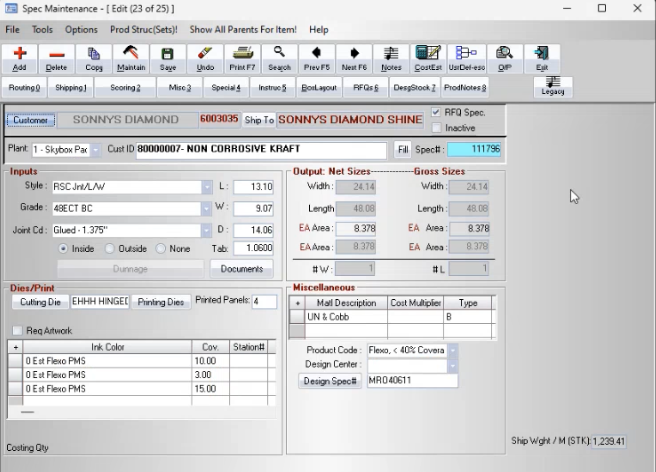 Spec Maintenance - [ Edit (23 of 25) ]
File Tools Options Prod Struc(Sets)! Show All Parents For Item! Help
Add Delete Copy Maintain Save Undo Print F7 Search Prev F5 Nest F6 Notes CostEst UsrDef-eso O/P Exit
Routing 0 Shipping 1 Scoring 2 Misc 3 Special 4 Instruc 5 BoxLayout RFQs 6 DesgStock 7 ProdNotes 8 Legacy
Customer SONNYS DIAMOND 6003035 Ship To SONNYS DIAMOND SHINE RFQ Spec.
Inactive
Plant: 1 - Skybox Pac Cust ID 80000007- NON CORROSIVE KRAFT Fill Spec#: 111796
Inputs
Style : RSC Jnt/L/W L : 13.10
Grade : 48ECT BC W : 9.07
Joint Cd : Glued - 1.375" D : 14.06
Inside Outside None Tab: 1.0600
Dunnage Documents
Output: Net Sizes Gross Sizes
Width : 24.14 Width : 24.14
Length 48.08 Length 48.08
EA Area : 8.378 EA Area : 8.378
EA Area : 8.378 EA Area : 8.378
# W : 1 # L : 1
Dies/Print
Cutting Die EHHH HINGED Printing Dies Printed Panels: 4
Req Artwork
+ Ink Color Cov. Station#
0 Est Flexo PMS 10.00
0 Est Flexo PMS 3.00
0 Est Flexo PMS 15.00
Costing Qty
Miscellaneous
+ Matl Description Cost Multiplier Type
UN & Cobb B
Product Code : Flexo, < 40% Covera
Design Center :
Design Spec# MRO40611
Ship Wght / M (STK): 1,239.41